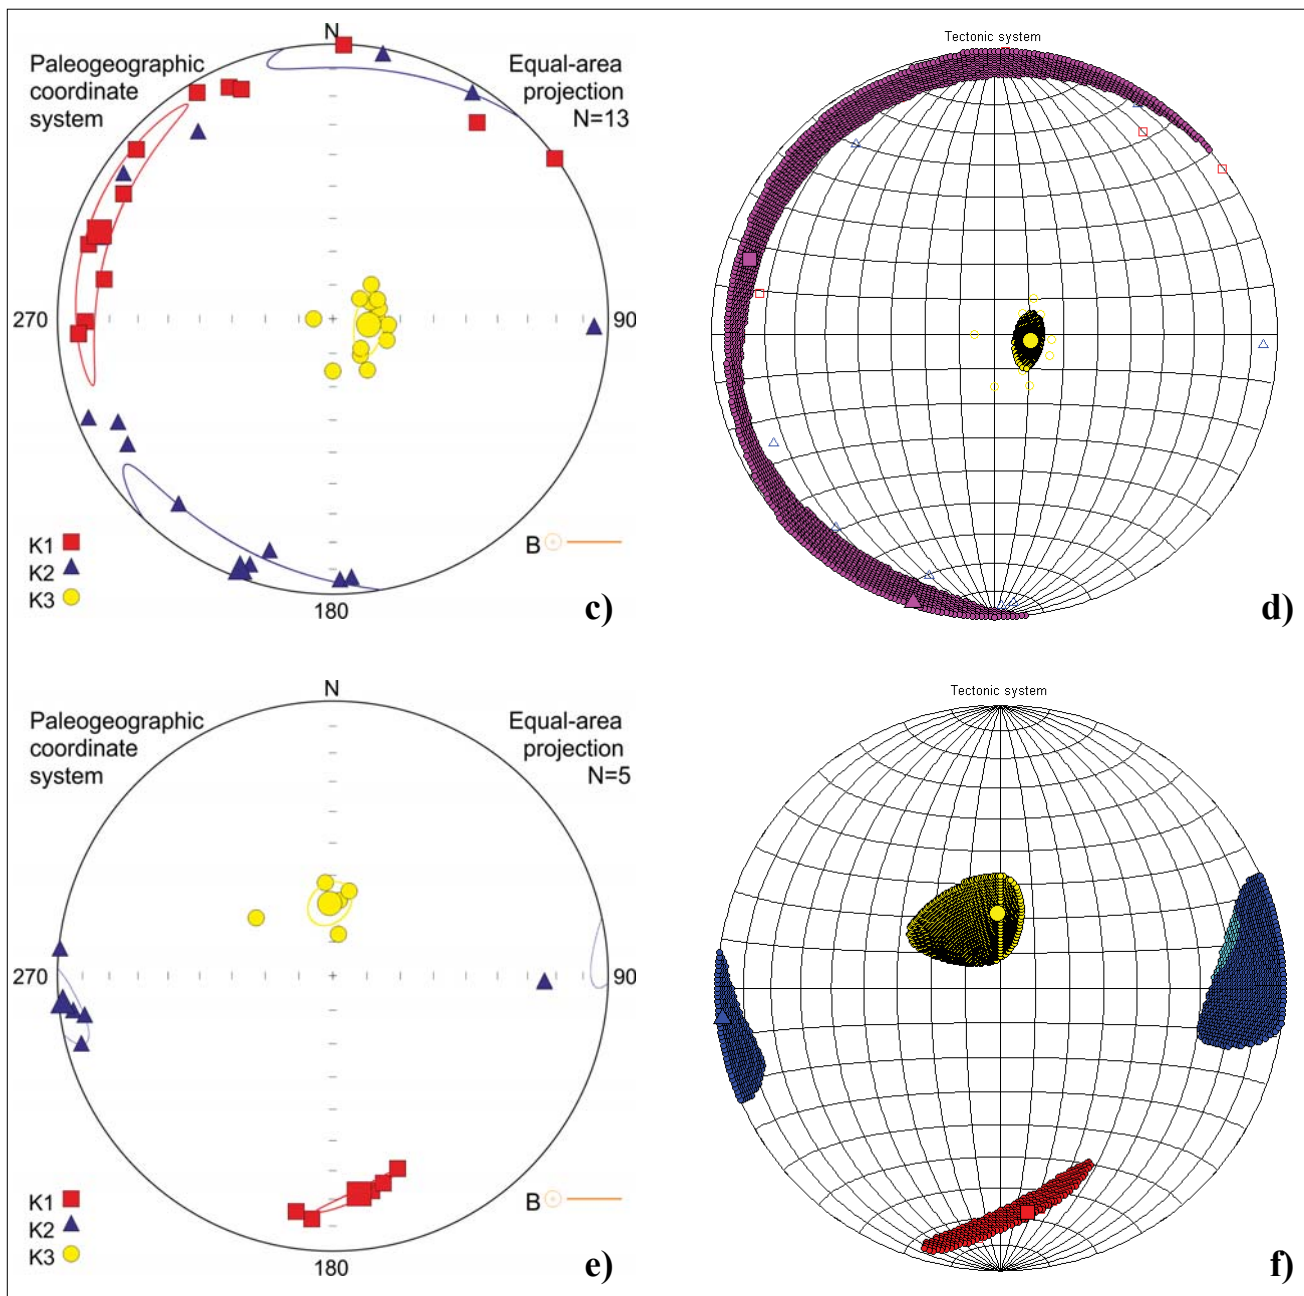 N
Paleogeographic
coordinate
system
Equal-area
projection
N=13
270
90
K1
K2
K3
B
180
c)
Tectonic system
d)
N
Paleogeographic
coordinate
system
Equal-area
projection
N=5
270
90
K1
K2
K3
B
180
e)
Tectonic system
f)